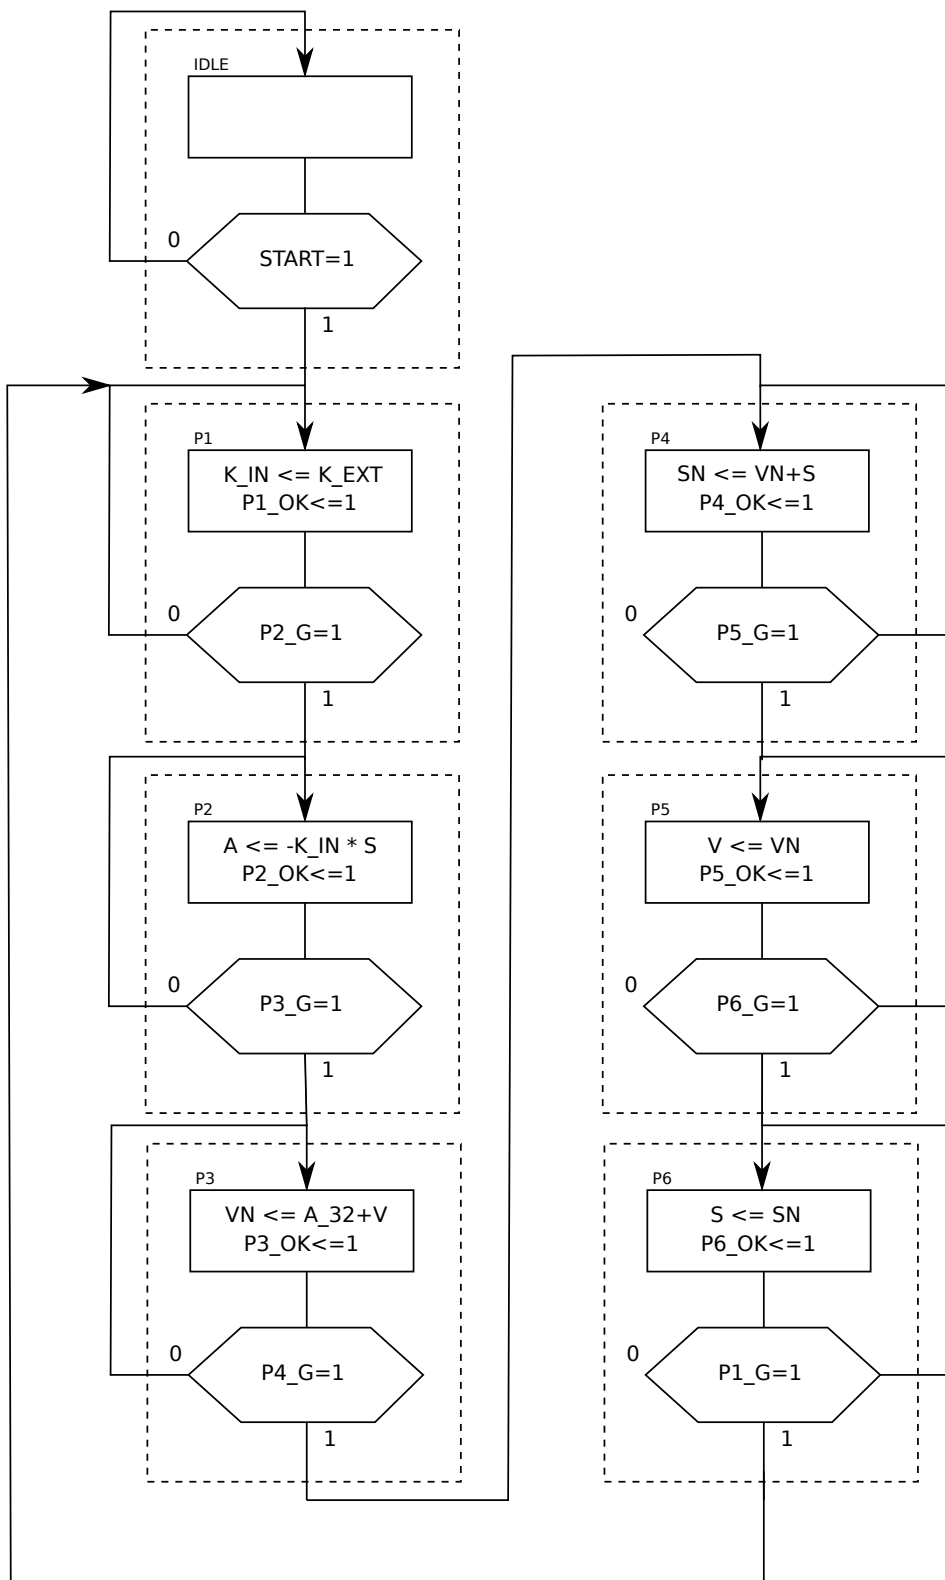 IDLE
0
START=1
1
P1
K_IN <= K_EXT
P1_OK<=1
0
P2_G=1
1
P2
A <= -K_IN * S
P2_OK<=1
0
P3_G=1
1
P3
VN <= A_32+V
P3_OK<=1
0
P4_G=1
1
P4
SN <= VN+S
P4_OK<=1
0
P5_G=1
1
P5
V <= VN
P5_OK<=1
0
P6_G=1
1
P6
S <= SN
P6_OK<=1
0
P1_G=1
1